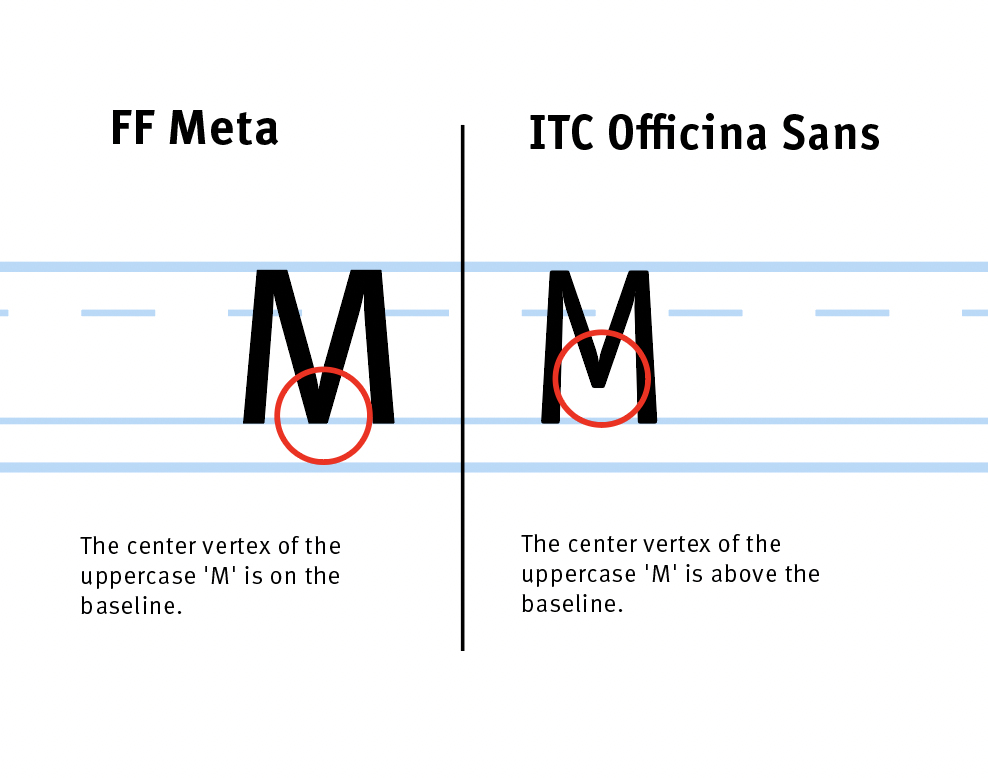 FF Meta
ITC Officina Sans
M
M
The center vertex of the
uppercase 'M' is on the
baseline.
The center vertex of the
uppercase 'M' is above the
baseline.